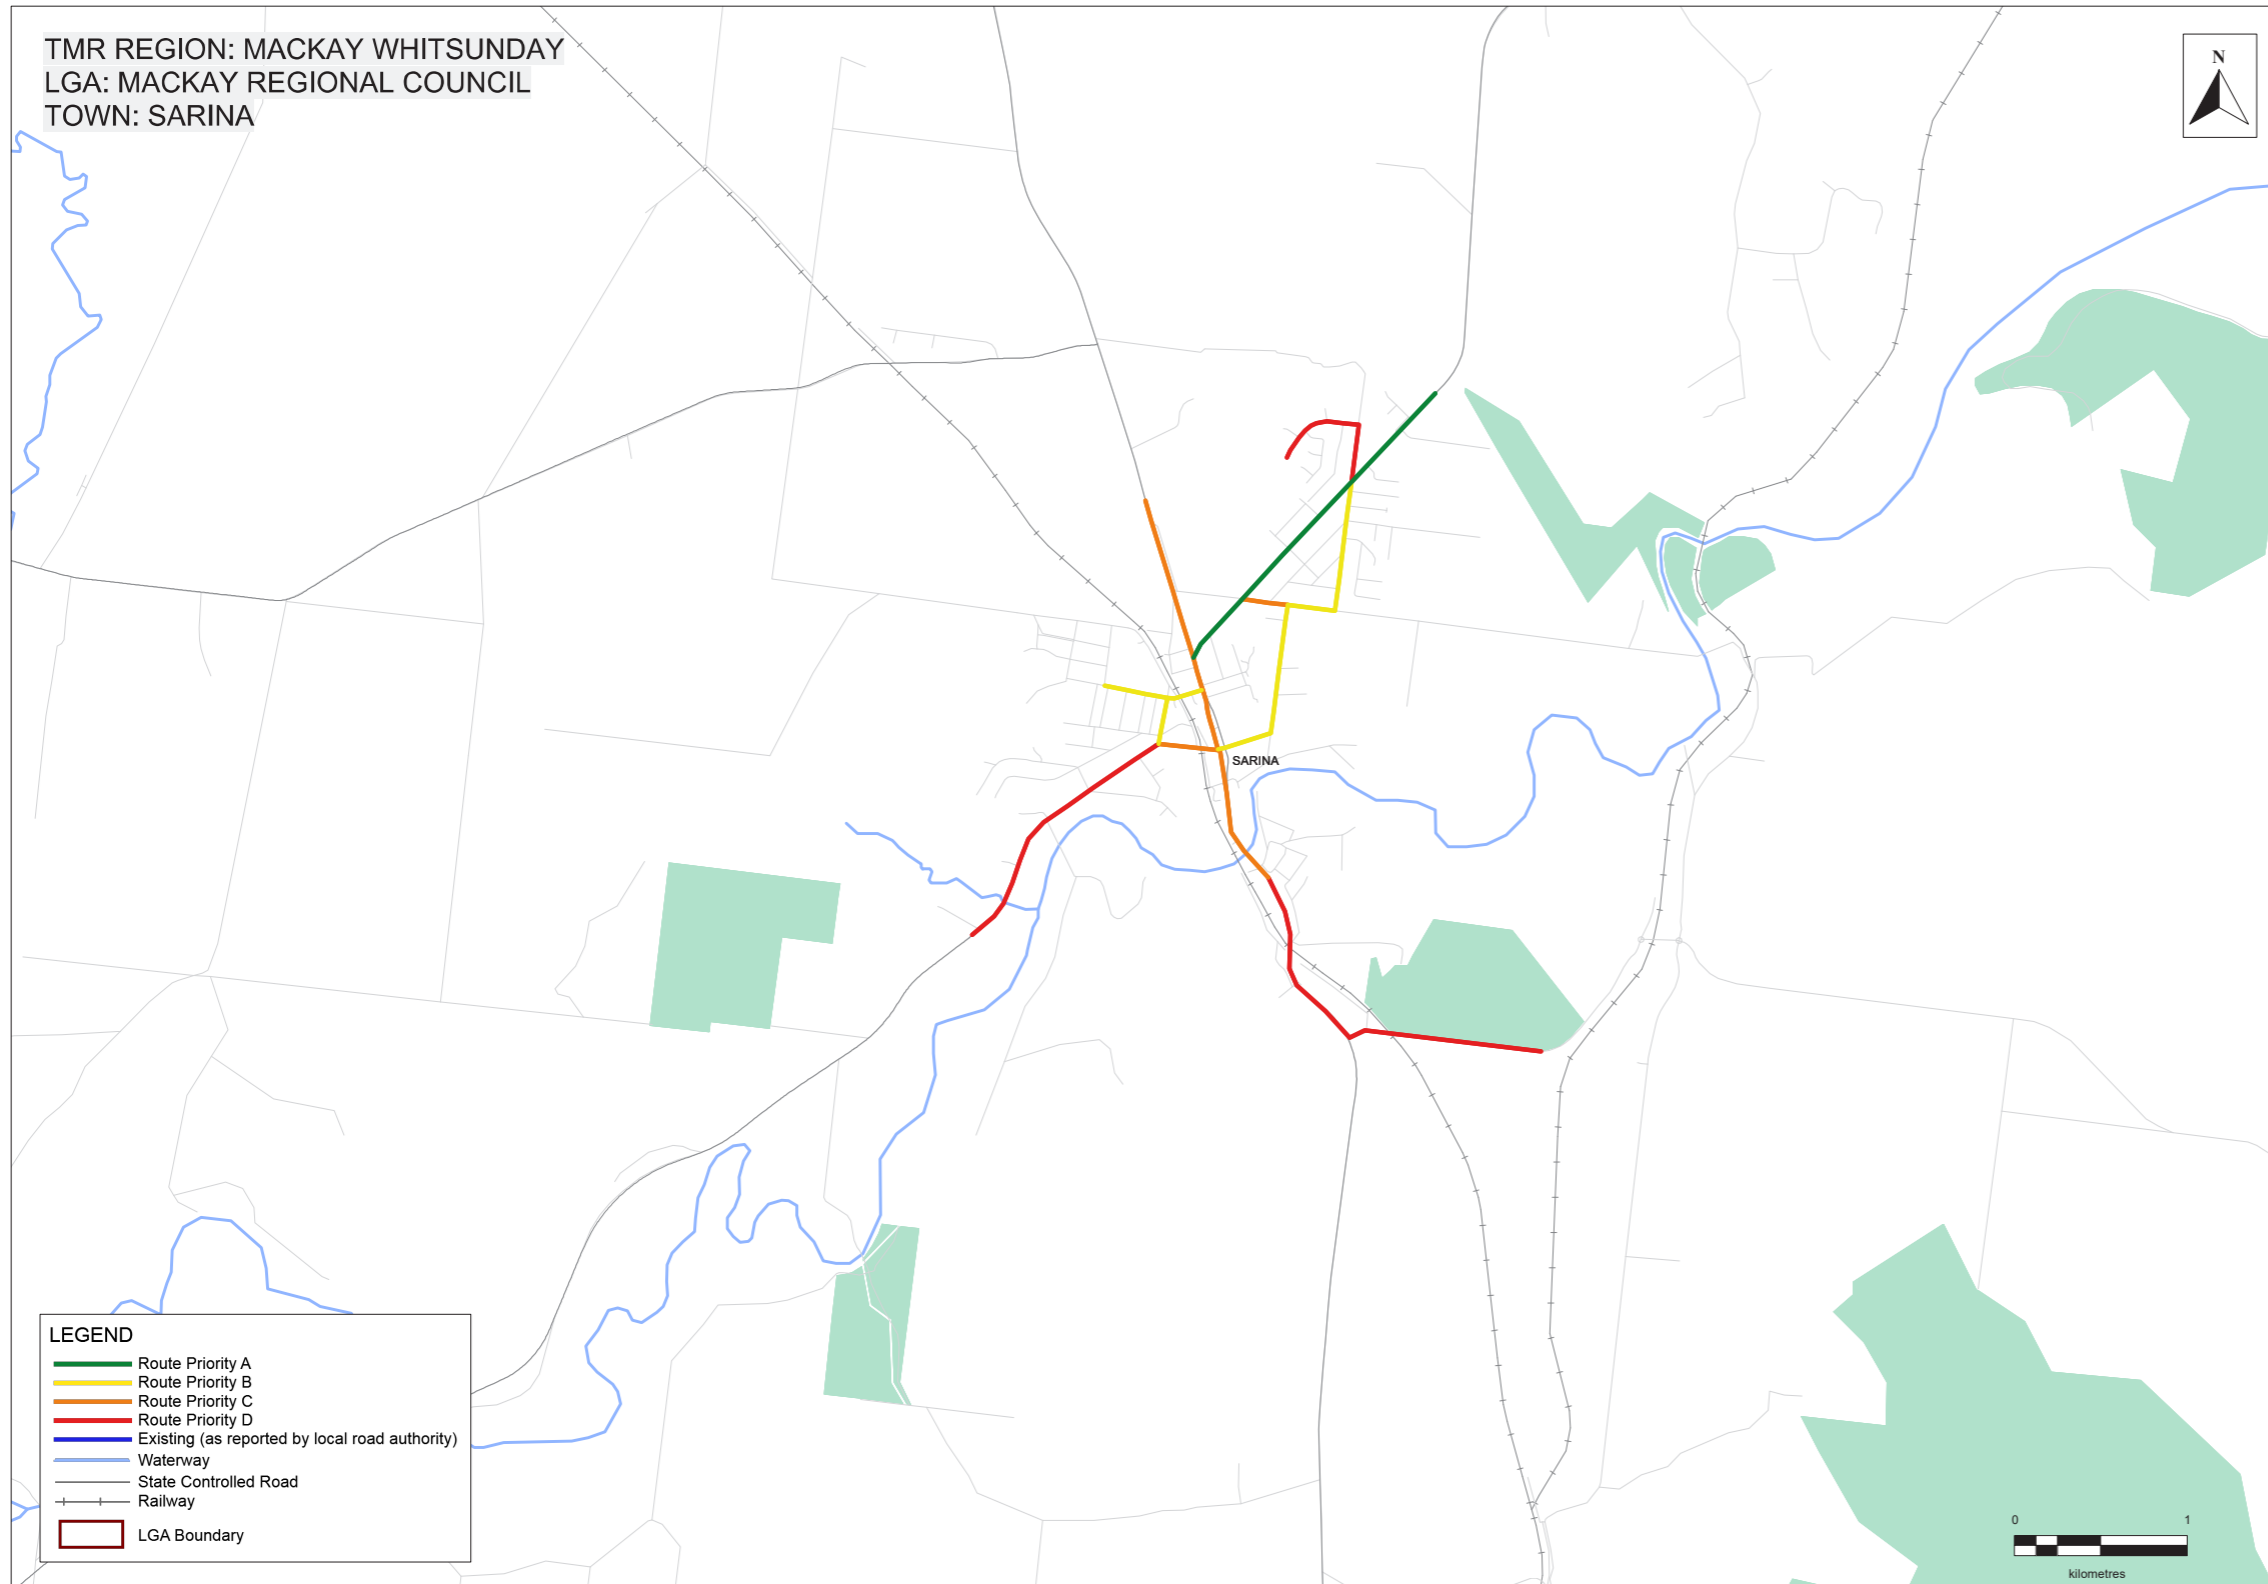 TMR REGION: MACKAY WHITSUNDAY
LGA: MACKAY REGIONAL COUNCIL
TOWN: SARINA
N
SARINA
LEGEND
Route Priority A
Route Priority B
Route Priority C
Route Priority D
Existing (as reported by local road authority)
Waterway
State Controlled Road
Railway
LGA Boundary
0 1
kilometres